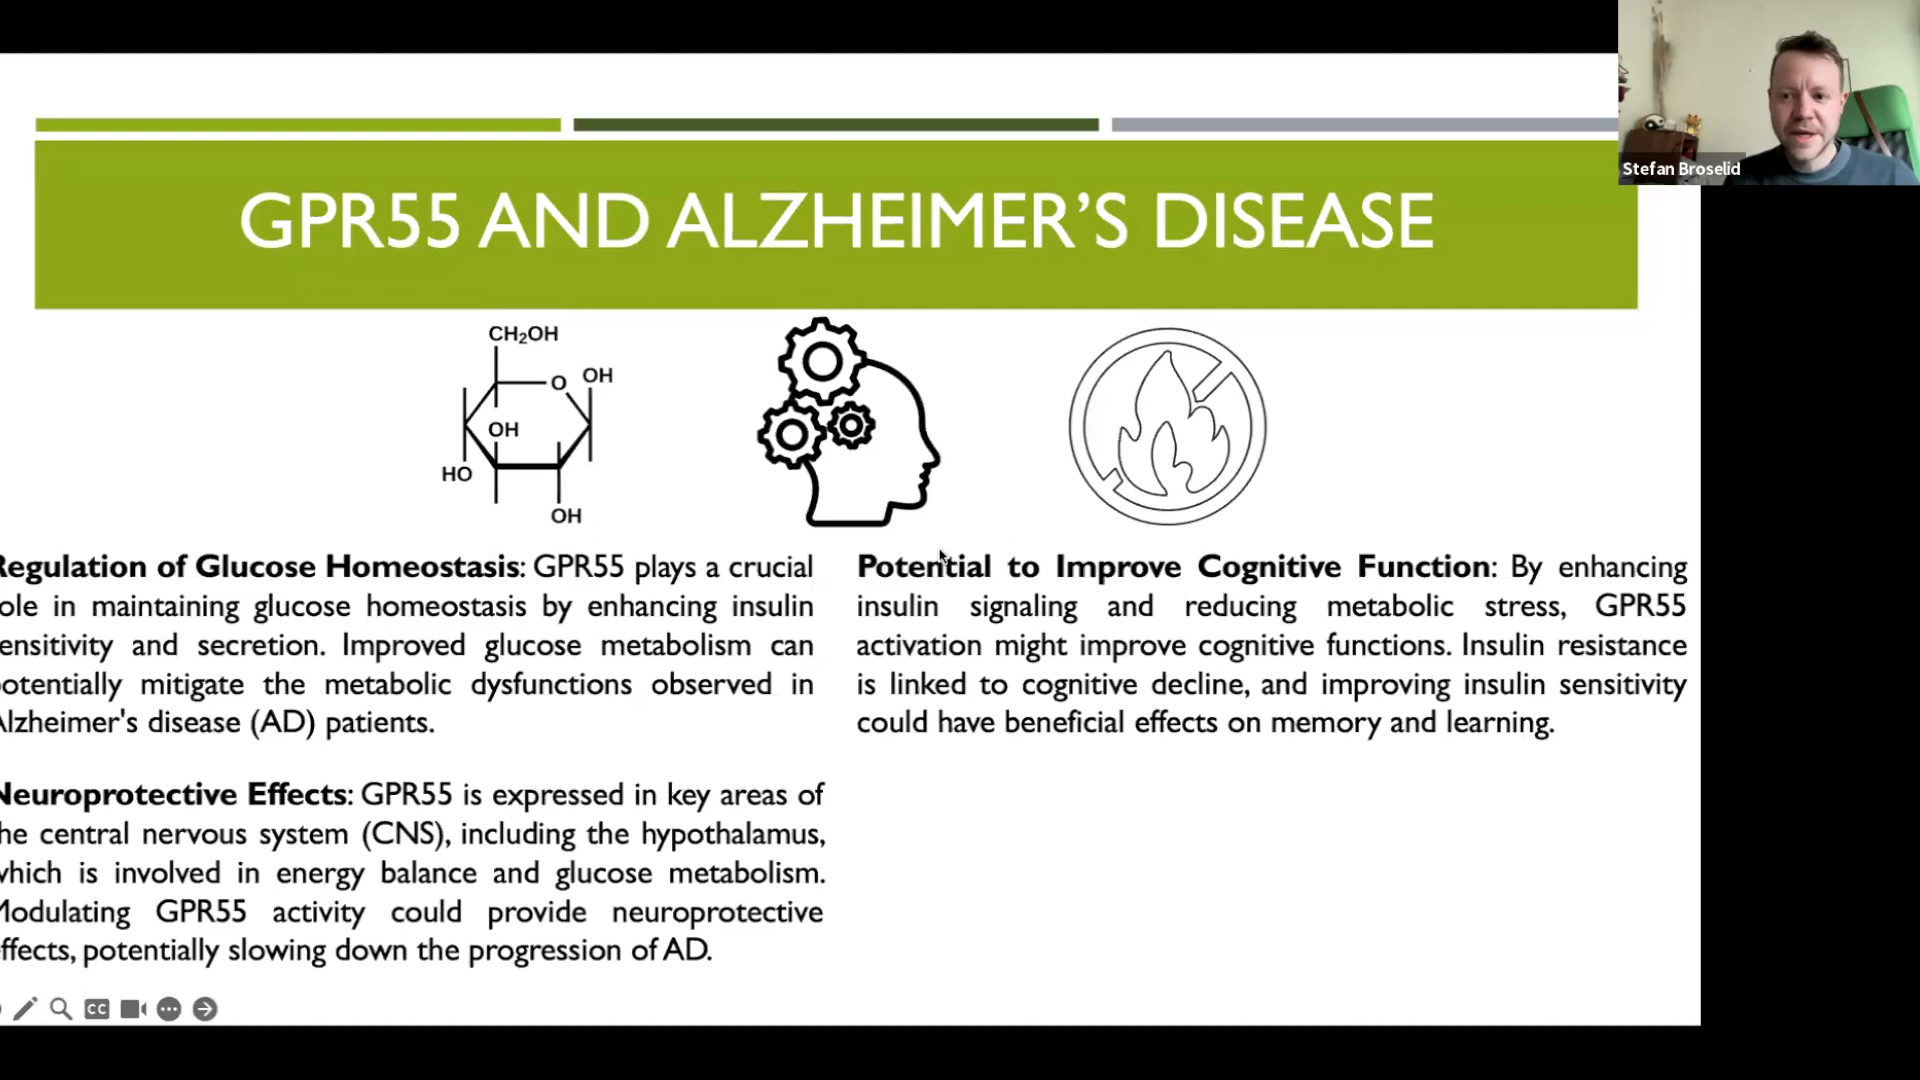 Stefan Broselid
GPR55 AND ALZHEIMER’S DISEASE
CH₂OH
O
OH
OH
HO
OH
Regulation of Glucose Homeostasis: GPR55 plays a crucial
role in maintaining glucose homeostasis by enhancing insulin
sensitivity and secretion. Improved glucose metabolism can
potentially mitigate the metabolic dysfunctions observed in
Alzheimer's disease (AD) patients.
Neuroprotective Effects: GPR55 is expressed in key areas of
the central nervous system (CNS), including the hypothalamus,
which is involved in energy balance and glucose metabolism.
Modulating GPR55 activity could provide neuroprotective
effects, potentially slowing down the progression of AD.
Potential to Improve Cognitive Function: By enhancing
insulin signaling and reducing metabolic stress, GPR55
activation might improve cognitive functions. Insulin resistance
is linked to cognitive decline, and improving insulin sensitivity
could have beneficial effects on memory and learning.
CC